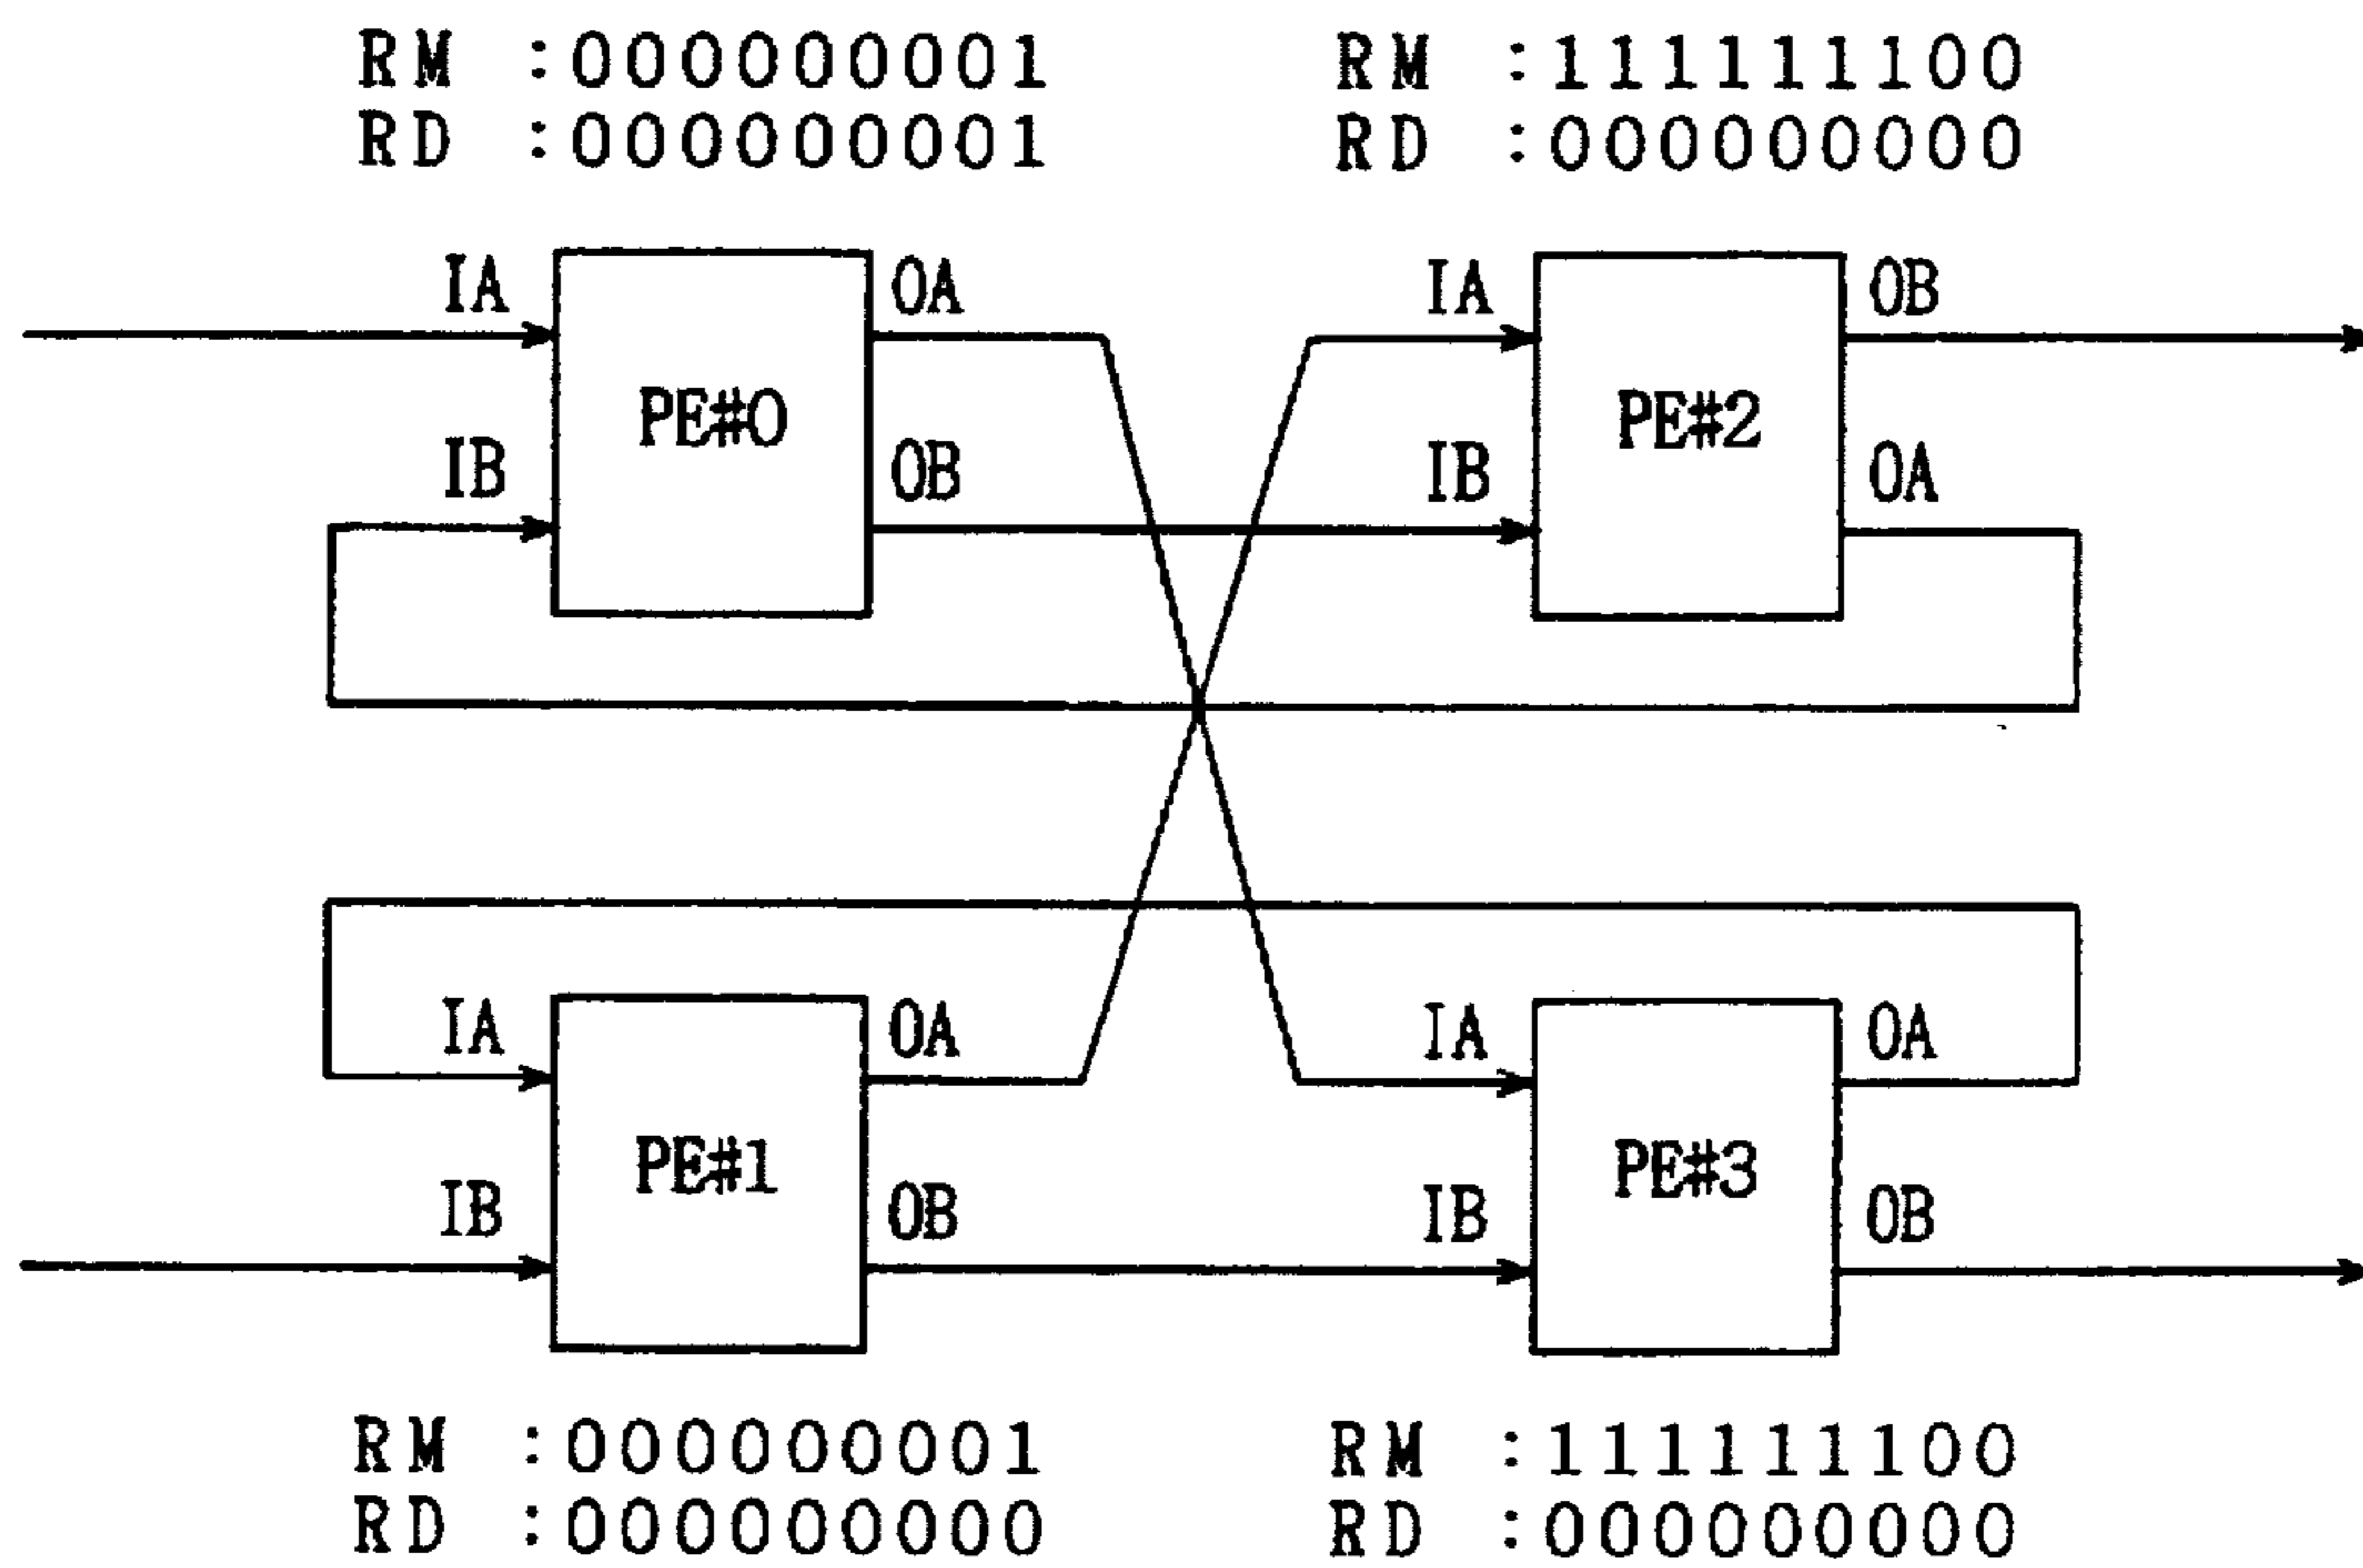 RM :000000001
RD :000000001
RM :111111100
RD :000000000
IA
OA
PE#0
IB
OB
IA
OB
PE#2
IB
OA
IA
OA
PE#1
IB
OB
IA
OA
PE#3
IB
OB
RM :000000001
RD :000000000
RM :111111100
RD :000000000